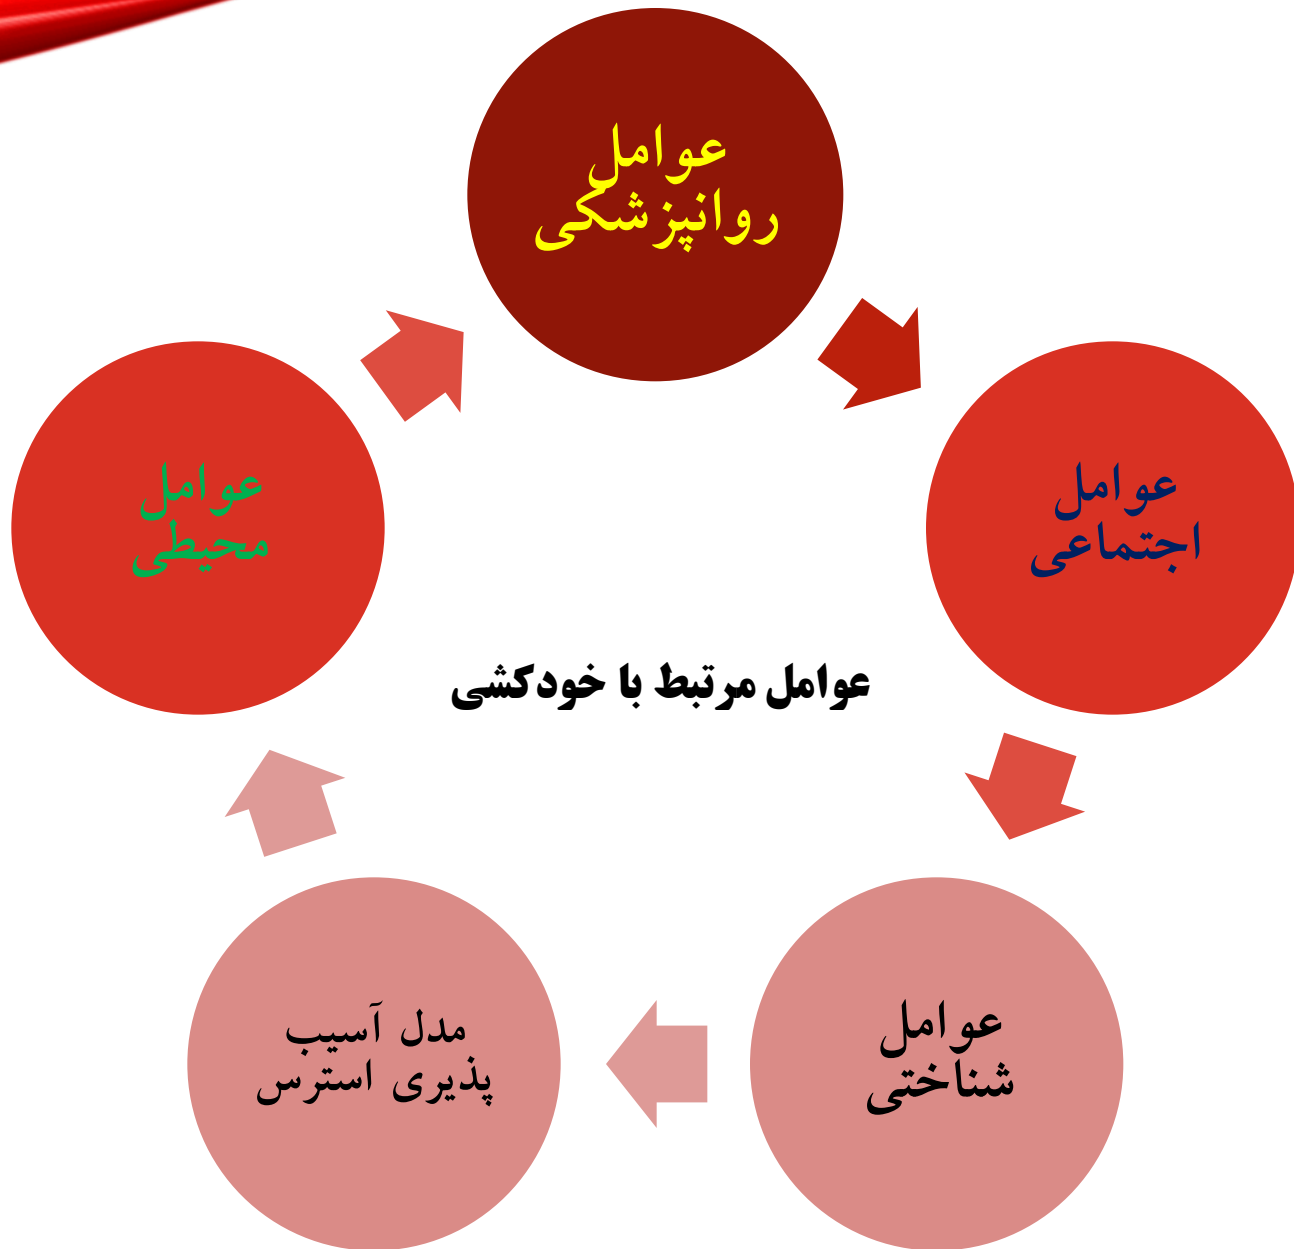 عوامل
روانپزشکی
عوامل
اجتماعی
عوامل
شناختی
مدل آسیب
پذیری استرس
عوامل
محیطی
عوامل مرتبط با خودکشی